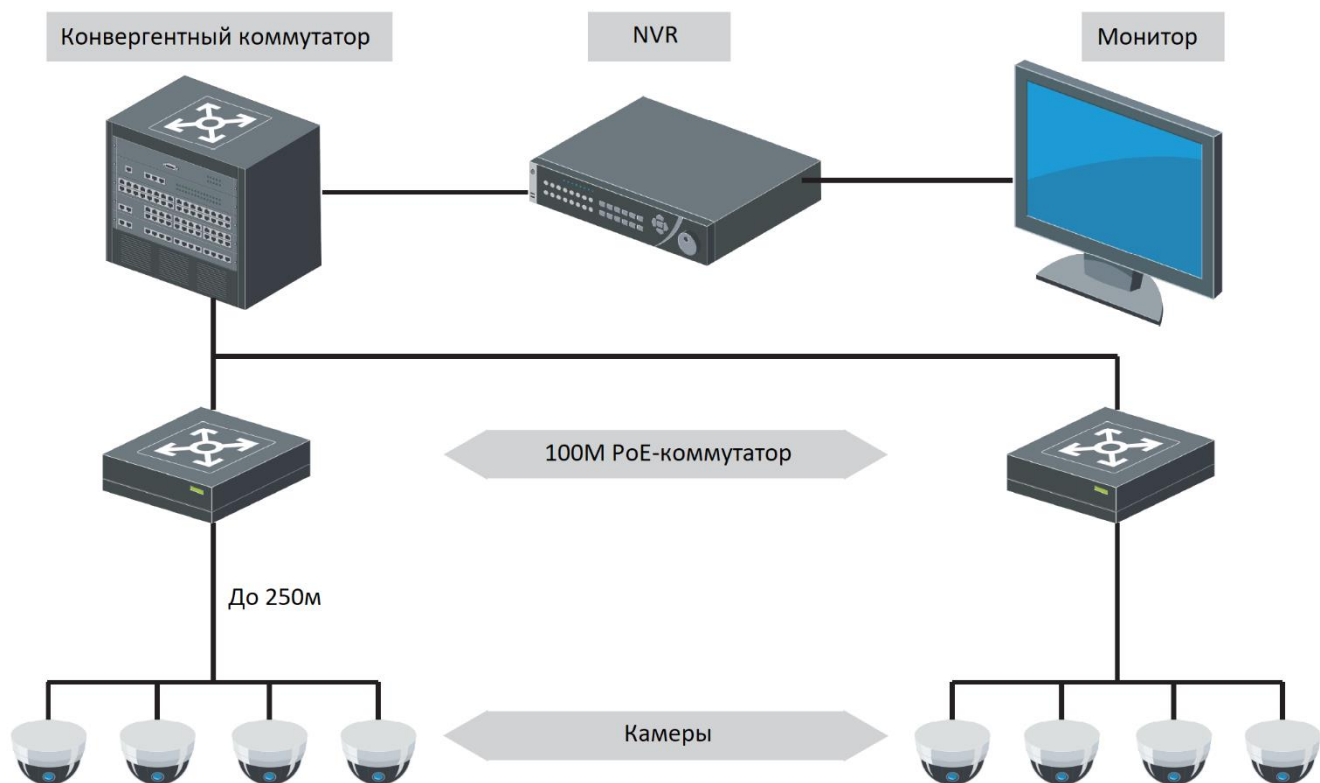 Конвергентный коммутатор
NVR
Монитор
100M PoE-коммутатор
До 250м
Камеры